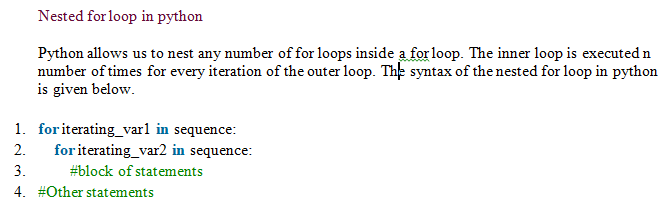 Nested for loop in python
Python allows us to nest any number of for loops inside a for loop. The inner loop is executed n
number of times for every iteration of the outer loop. The syntax of the nested for loop in python
is given below.
1. for iterating_var1 in sequence:
2. for iterating_var2 in sequence:
3. #block of statements
4. #Other statements